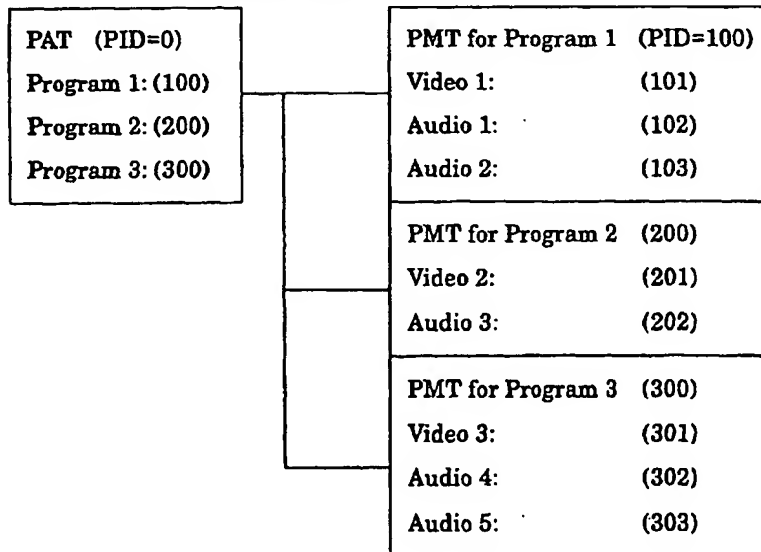 PAT (PID=0)
Program 1: (100)
Program 2: (200)
Program 3: (300)
PMT for Program 1 (PID=100)
Video 1: (101)
Audio 1: (102)
Audio 2: (103)
PMT for Program 2 (200)
Video 2: (201)
Audio 3: (202)
PMT for Program 3 (300)
Video 3: (301)
Audio 4: (302)
Audio 5: (303)